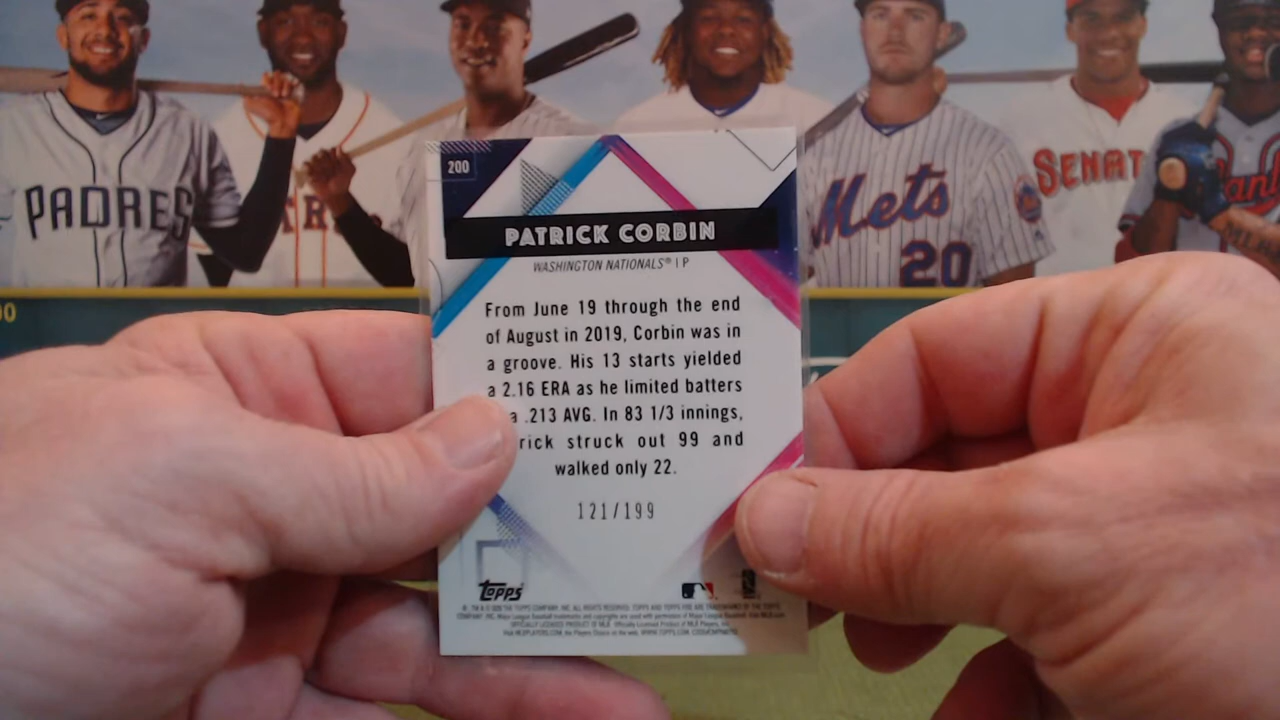 PADRES
TR
Mets
20
SENAT
00
200
PATRICK CORBIN
WASHINGTON NATIONALS® | P
From June 19 through the end
of August in 2019, Corbin was in
a groove. His 13 starts yielded
a 2.16 ERA as he limited batters
a .213 AVG. In 83 1/3 innings,
rick struck out 99 and
walked only 22.
121/199
topps